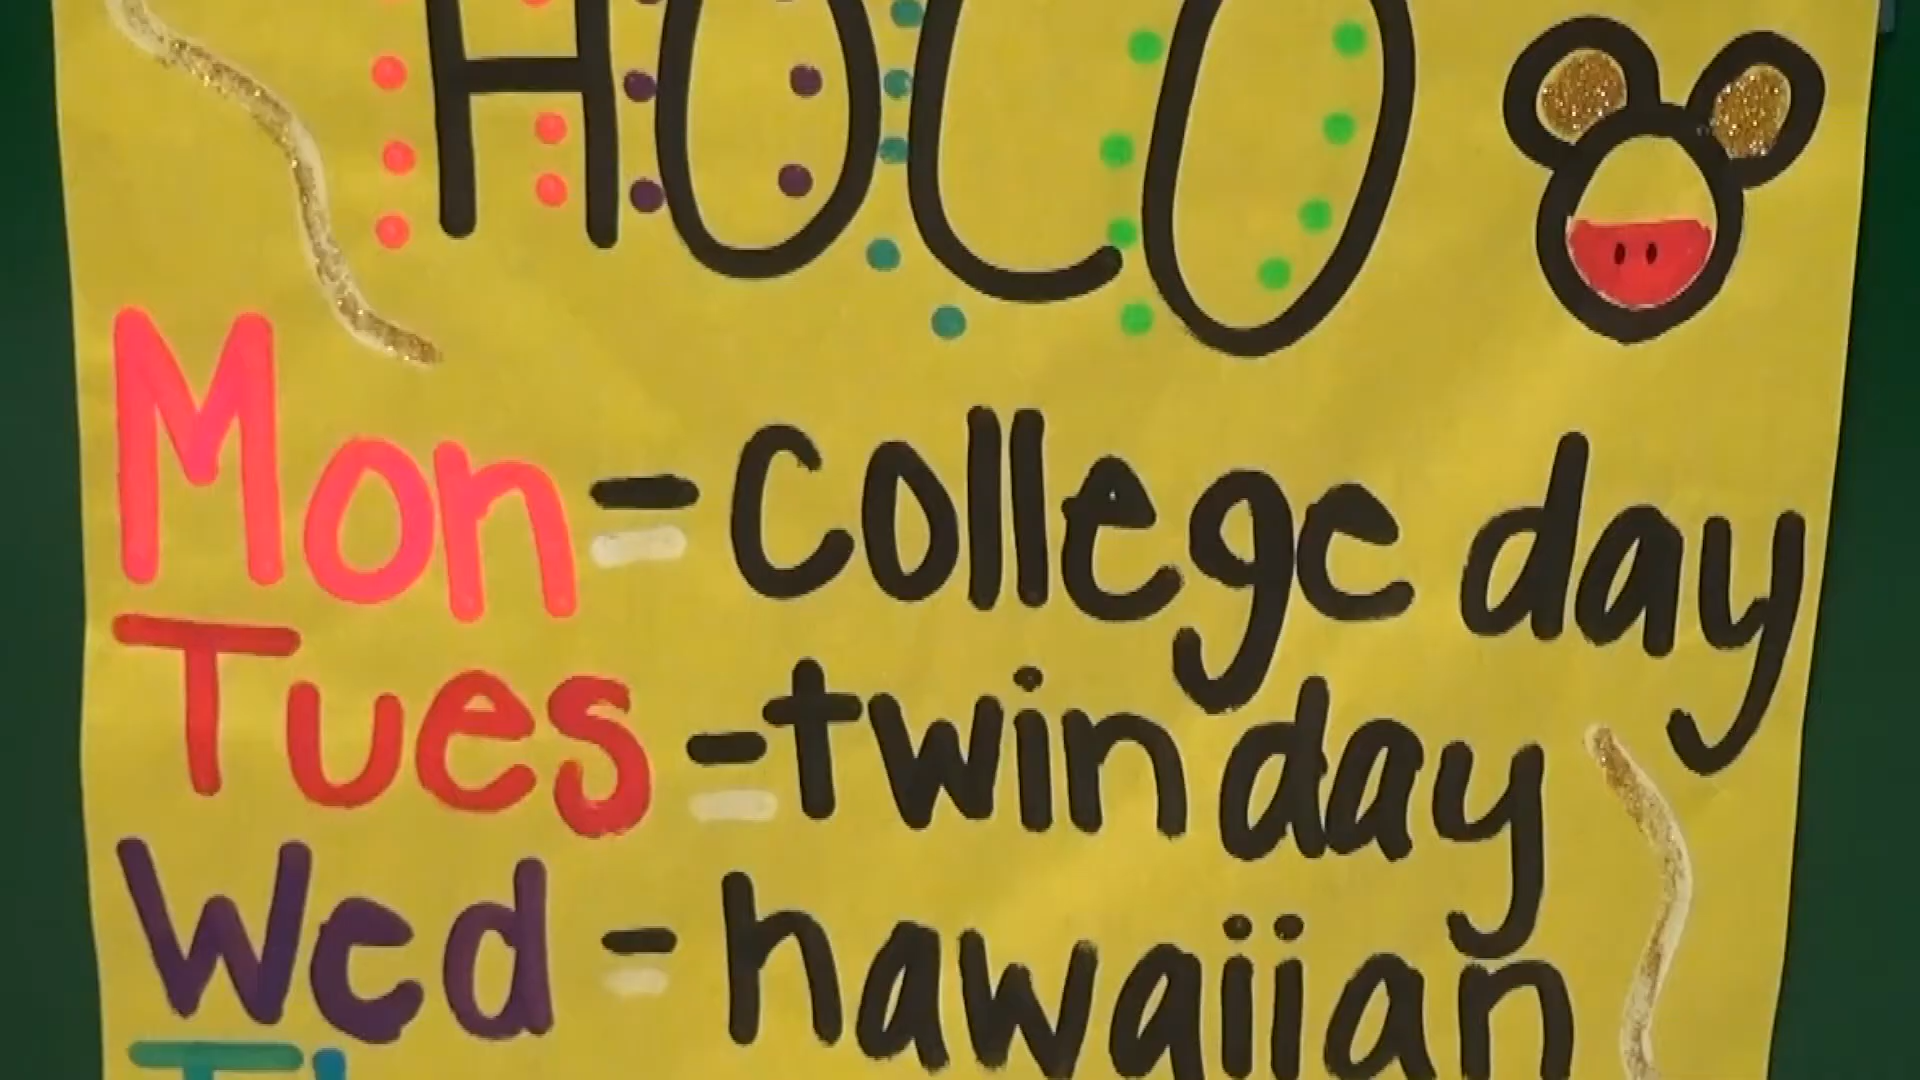 HOCO
Mon - college day
Tues - twin day
Wed - hawaiian